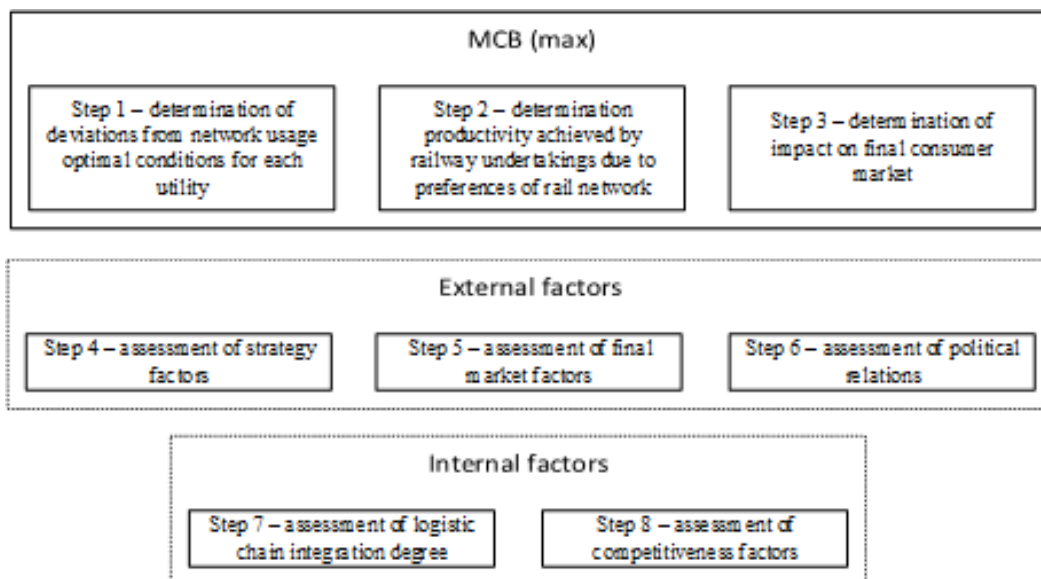 MCB (max)
Step 1 – determination of
deviations from network usage
optimal conditions for each
utility
Step 2 – determination
productivity achieved by
railway undertakings due to
preferences of rail network
Step 3 – determination of
impact on final consumer
market
External factors
Step 4 – assessment of strategy
factors
Step 5 – assessment of final
market factors
Step 6 – assessment of political
relations
Internal factors
Step 7 – assessment of logistic
chain integration degree
Step 8 – assessment of
competitiveness factors